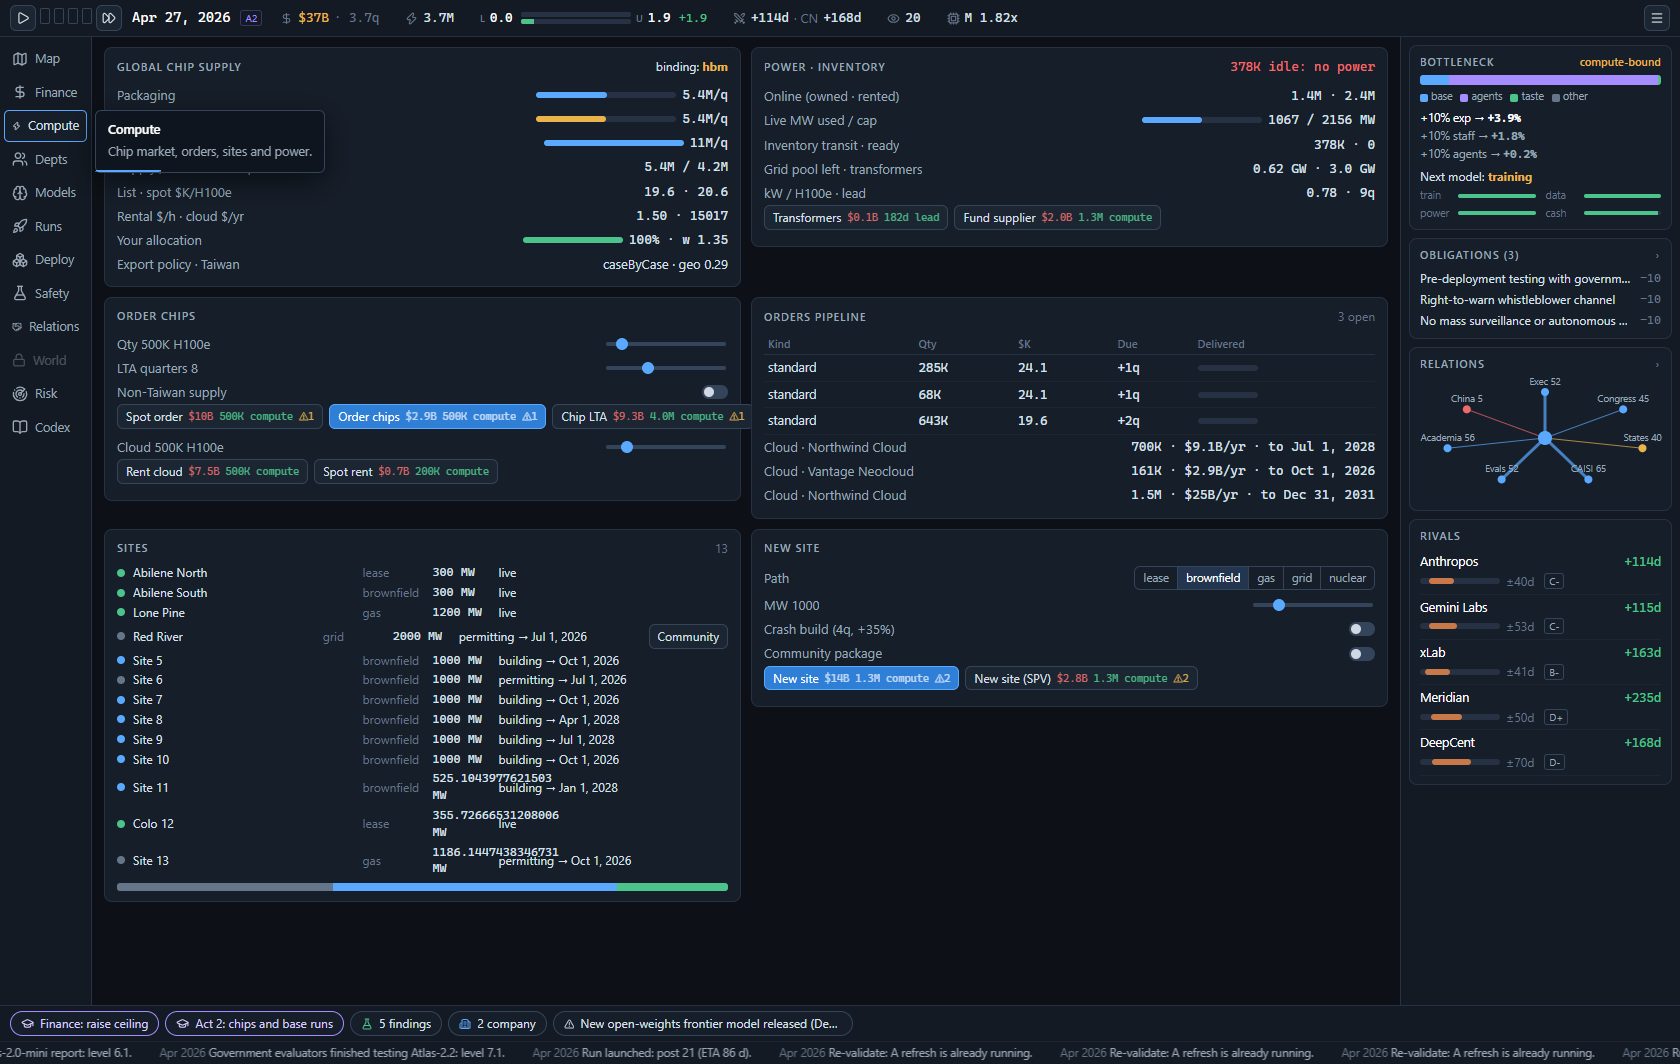 Apr 27, 2026 A2 $ $37B · 3.7q 3.7M L 0.0 U 1.9 +1.9 +114d · CN +168d 20 M 1.82x
Map
Finance
Compute
Depts
Models
Runs
Deploy
Safety
Relations
World
Risk
Codex
Compute
Chip market, orders, sites and power.
GLOBAL CHIP SUPPLY binding: hbm
Packaging 5.4M/q
5.4M/q
11M/q
5.4M / 4.2M
List · spot $K/H100e 19.6 · 20.6
Rental $/h · cloud $/yr 1.50 · 15017
Your allocation 100% · w 1.35
Export policy · Taiwan caseByCase · geo 0.29
POWER · INVENTORY 378K idle: no power
Online (owned · rented) 1.4M · 2.4M
Live MW used / cap 1067 / 2156 MW
Inventory transit · ready 378K · 0
Grid pool left · transformers 0.62 GW · 3.0 GW
kW / H100e · lead 0.78 · 9q
Transformers $0.1B 182d lead Fund supplier $2.0B 1.3M compute
ORDER CHIPS
Qty 500K H100e
LTA quarters 8
Non-Taiwan supply
Spot order $10B 500K compute ⚠1 Order chips $2.9B 500K compute ⚠1 Chip LTA $9.3B 4.0M compute ⚠1
Cloud 500K H100e
Rent cloud $7.5B 500K compute Spot rent $0.7B 200K compute
ORDERS PIPELINE 3 open
Kind Qty $K Due Delivered
standard 285K 24.1 +1q
standard 68K 24.1 +1q
standard 643K 19.6 +2q
Cloud · Northwind Cloud 700K · $9.1B/yr · to Jul 1, 2028
Cloud · Vantage Neocloud 161K · $2.9B/yr · to Oct 1, 2026
Cloud · Northwind Cloud 1.5M · $25B/yr · to Dec 31, 2031
SITES 13
Abilene North lease 300 MW live
Abilene South brownfield 300 MW live
Lone Pine gas 1200 MW live
Red River grid 2000 MW permitting → Jul 1, 2026 Community
Site 5 brownfield 1000 MW building → Oct 1, 2026
Site 6 brownfield 1000 MW permitting → Jul 1, 2026
Site 7 brownfield 1000 MW building → Oct 1, 2026
Site 8 brownfield 1000 MW building → Apr 1, 2028
Site 9 brownfield 1000 MW building → Jul 1, 2028
Site 10 brownfield 1000 MW building → Oct 1, 2026
Site 11 brownfield 525.1043977621503 MW building → Jan 1, 2028
Colo 12 lease 355.72666531208006 MW live
Site 13 gas 1186.1447438346731 MW permitting → Oct 1, 2026
NEW SITE
Path lease brownfield gas grid nuclear
MW 1000
Crash build (4q, +35%)
Community package
New site $14B 1.3M compute ⚠2 New site (SPV) $2.8B 1.3M compute ⚠2
BOTTLENECK compute-bound
base agents taste other
+10% exp → +3.9%
+10% staff → +1.8%
+10% agents → +0.2%
Next model: training
train data
power cash
OBLIGATIONS (3) ›
Pre-deployment testing with governm... −10
Right-to-warn whistleblower channel −10
No mass surveillance or autonomous ... −10
RELATIONS ›
Exec 52
China 5 Congress 45
Academia 56 States 40
Evals 52 CAISI 65
RIVALS
Anthropos +114d
±40d C-
Gemini Labs +115d
±53d C-
xLab +163d
±41d B-
Meridian +235d
±50d D+
DeepCent +168d
±70d D-
Finance: raise ceiling Act 2: chips and base runs 5 findings 2 company New open-weights frontier model released (De...
-2.0-mini report: level 6.1. Apr 2026 Government evaluators finished testing Atlas-2.2: level 7.1. Apr 2026 Run launched: post 21 (ETA 86 d). Apr 2026 Re-validate: A refresh is already running. Apr 2026 Re-validate: A refresh is already running. Apr 2026 Re-validate: A refresh is already running. Apr 2026